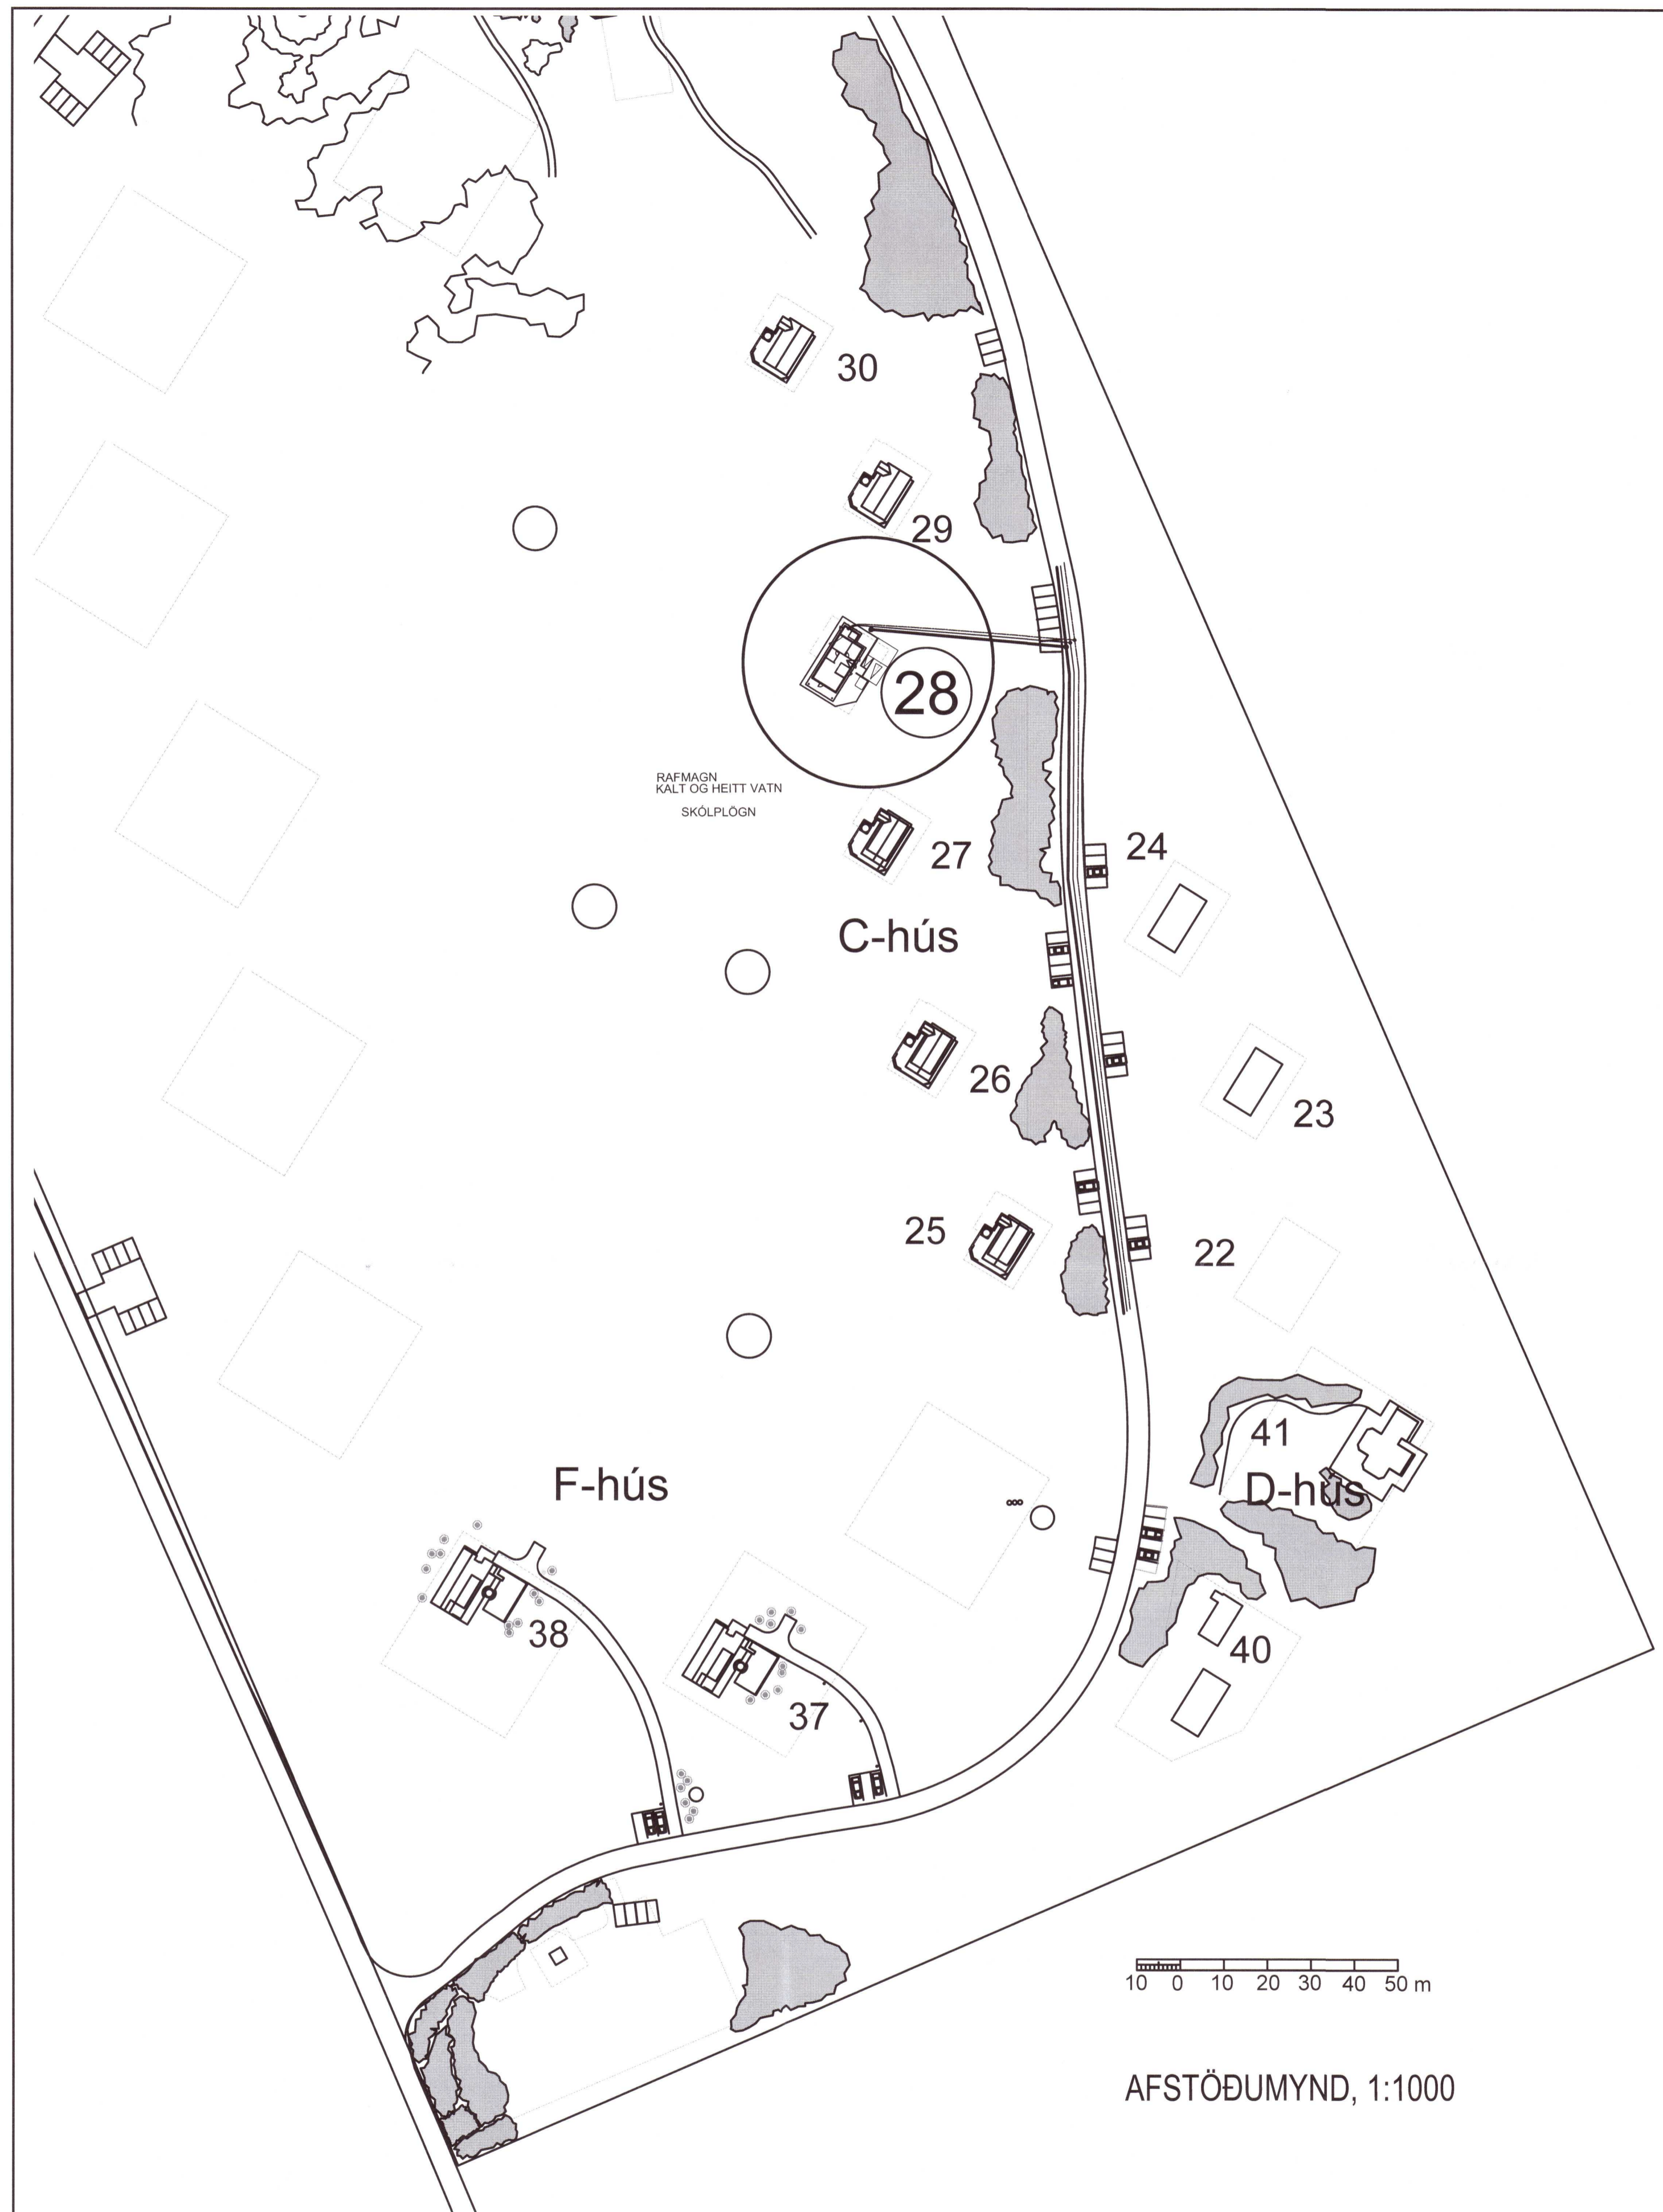 30
29
28
RAFMAGN
KALT OG HEITT VATN
SKÓLPLÖGN
27
24
C-hús
26
23
25
22
41
F-hús
D-hús
38
40
37
10 0 10 20 30 40 50 m
AFSTÖÐUMYND, 1:1000